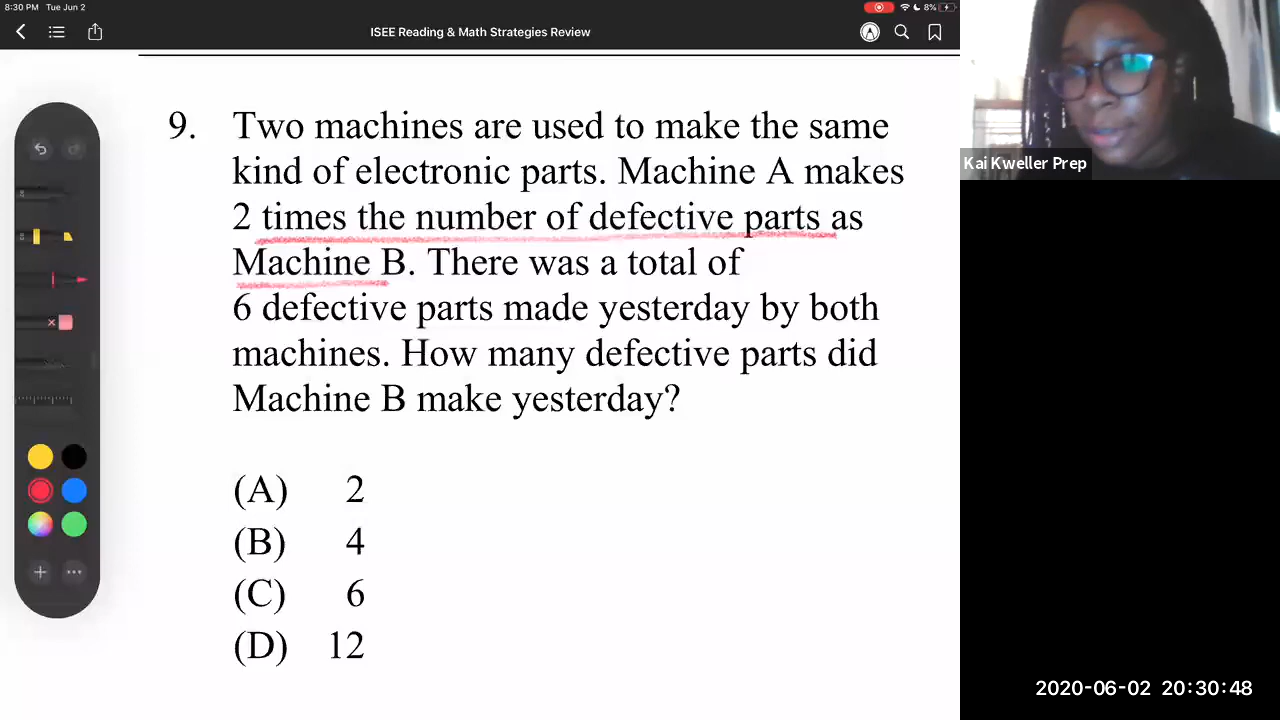 8:30 PM Tue Jun 2
8%
ISEE Reading & Math Strategies Review
9. Two machines are used to make the same
kind of electronic parts. Machine A makes
2 times the number of defective parts as
Machine B. There was a total of
6 defective parts made yesterday by both
machines. How many defective parts did
Machine B make yesterday?
(A) 2
(B) 4
(C) 6
(D) 12
Kai Kweller Prep
2020-06-02 20:30:48